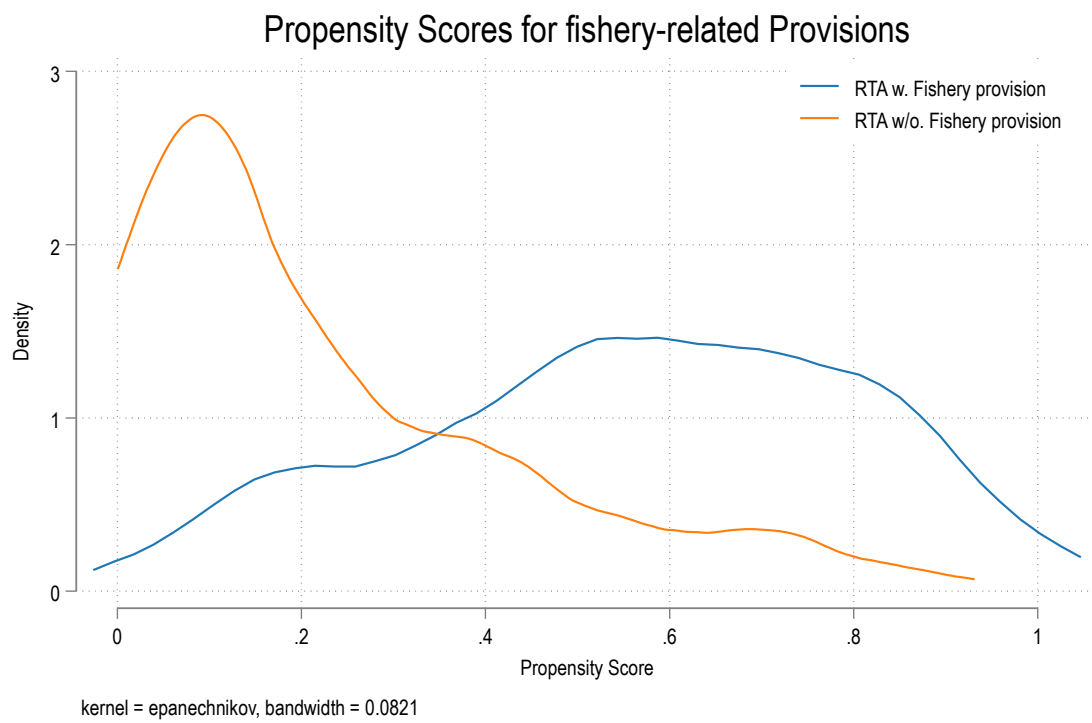 Propensity Scores for fishery-related Provisions
RTA w. Fishery provision
RTA w/o. Fishery provision
3
2
1
0
Density
0 .2 .4 .6 .8 1
Propensity Score
kernel = epanechnikov, bandwidth = 0.0821